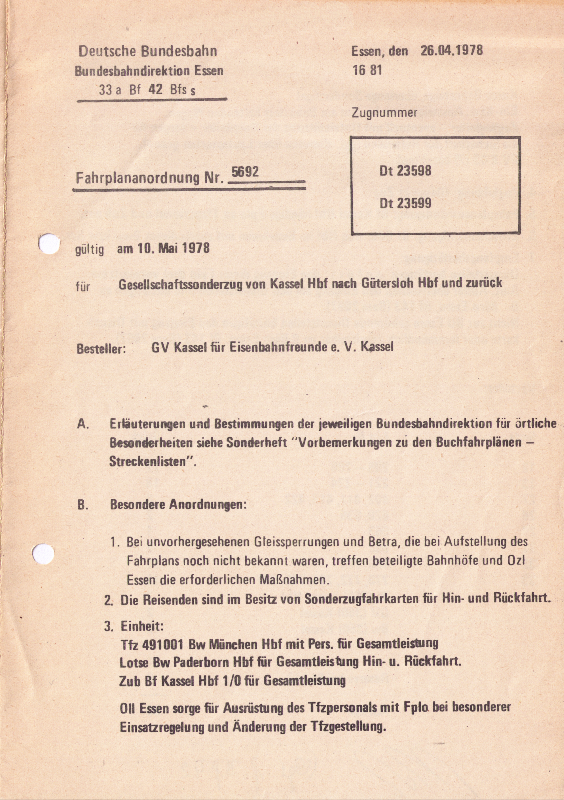 Deutsche Bundesbahn
Bundesbahndirektion Essen
33 a Bf 42 Bfs s
Essen, den 26.04.1978
16 81
Zugnummer
Fahrplananordnung Nr. 5692
Dt 23598
Dt 23599
gültig am 10. Mai 1978
für Gesellschaftssonderzug von Kassel Hbf nach Gütersloh Hbf und zurück
Besteller: GV Kassel für Eisenbahnfreunde e. V. Kassel
A. Erläuterungen und Bestimmungen der jeweiligen Bundesbahndirektion für örtliche
Besonderheiten siehe Sonderheft "Vorbemerkungen zu den Buchfahrplänen –
Streckenlisten".
B. Besondere Anordnungen:
1. Bei unvorhergesehenen Gleissperrungen und Betra, die bei Aufstellung des
Fahrplans noch nicht bekannt waren, treffen beteiligte Bahnhöfe und Ozl
Essen die erforderlichen Maßnahmen.
2. Die Reisenden sind im Besitz von Sonderzugfahrkarten für Hin- und Rückfahrt.
3. Einheit:
Tfz 491001 Bw München Hbf mit Pers. für Gesamtleistung
Lotse Bw Paderborn Hbf für Gesamtleistung Hin- u. Rückfahrt.
Zub Bf Kassel Hbf 1/0 für Gesamtleistung
Oll Essen sorge für Ausrüstung des Tfzpersonals mit Fplo bei besonderer
Einsatzregelung und Änderung der Tfzgestellung.